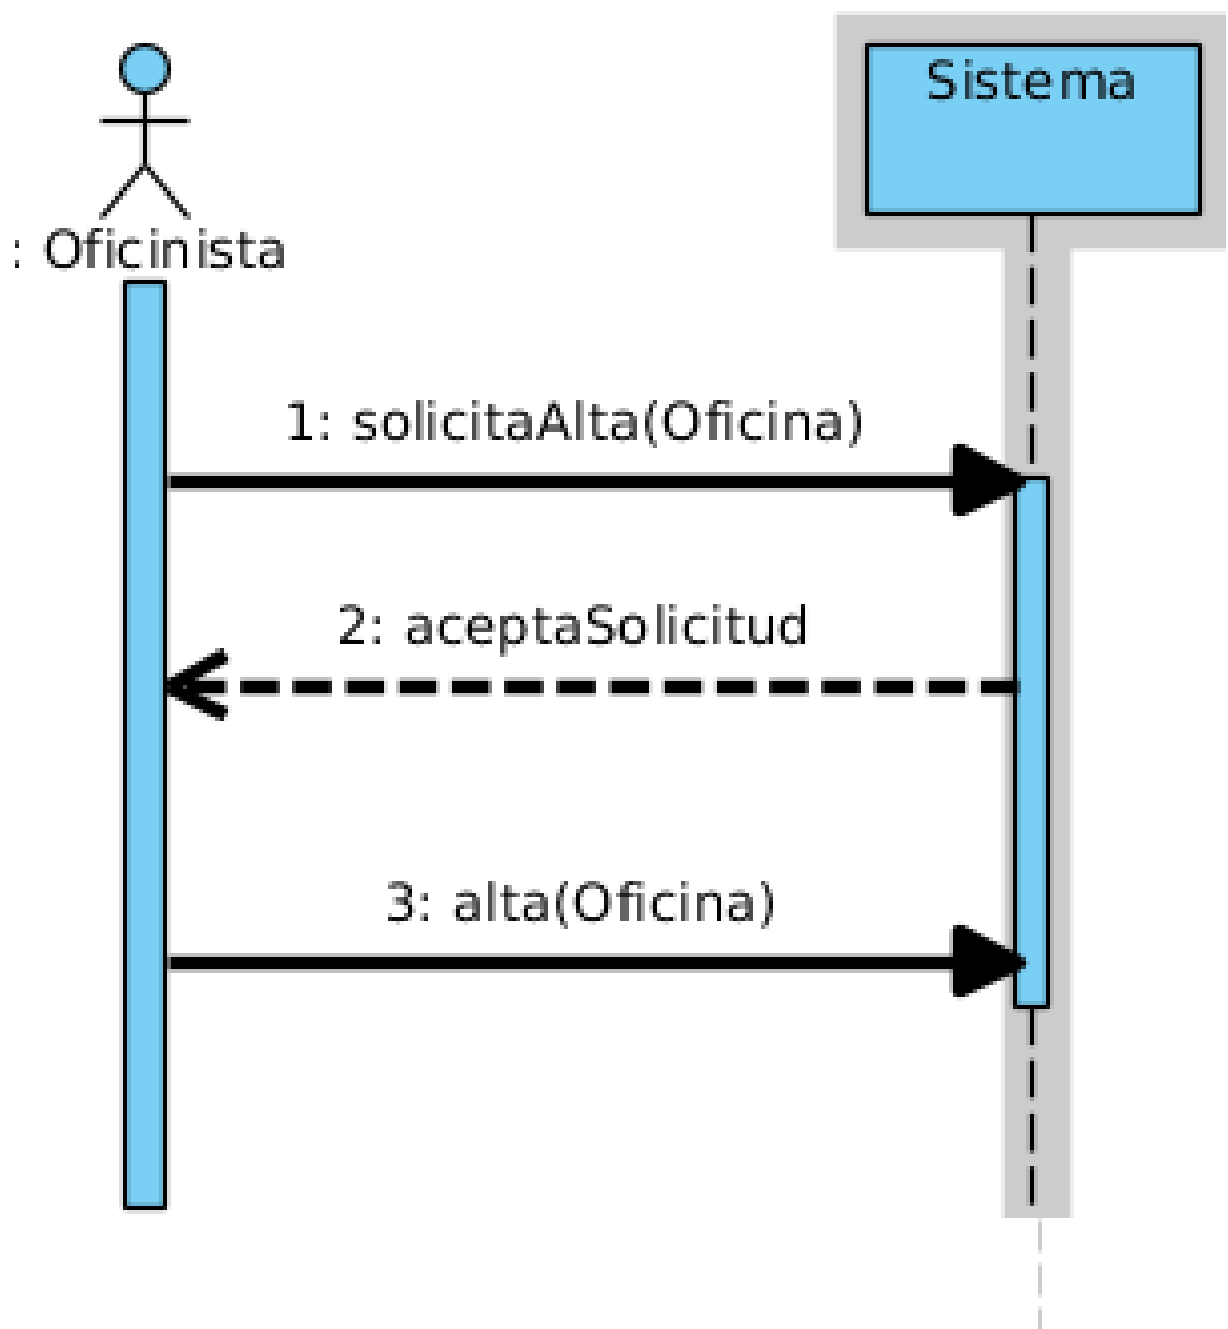 Sistema
: Oficinista
1: solicitaAlta(Oficina)
2: aceptaSolicitud
3: alta(Oficina)